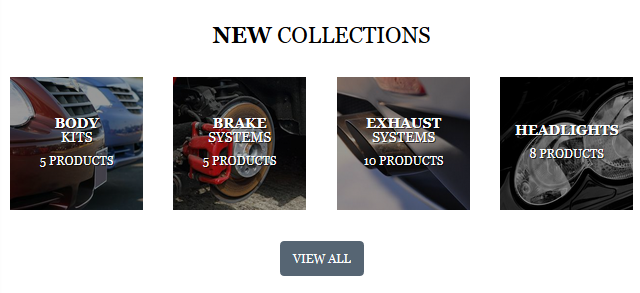 NEW COLLECTIONS
BODY
KITS
5 PRODUCTS
BRAKE
SYSTEMS
5 PRODUCTS
EXHAUST
SYSTEMS
10 PRODUCTS
HEADLIGHTS
8 PRODUCTS
VIEW ALL